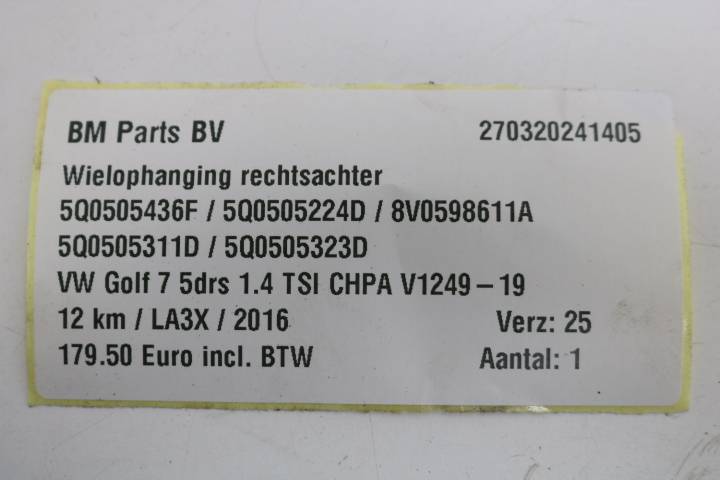 BM Parts BV 270320241405
Wielophanging rechtsachter
5Q0505436F / 5Q0505224D / 8V0598611A
5Q0505311D / 5Q0505323D
VW Golf 7 5drs 1.4 TSI CHPA V1249-19
12 km / LA3X / 2016 Verz: 25
179.50 Euro incl. BTW Aantal: 1